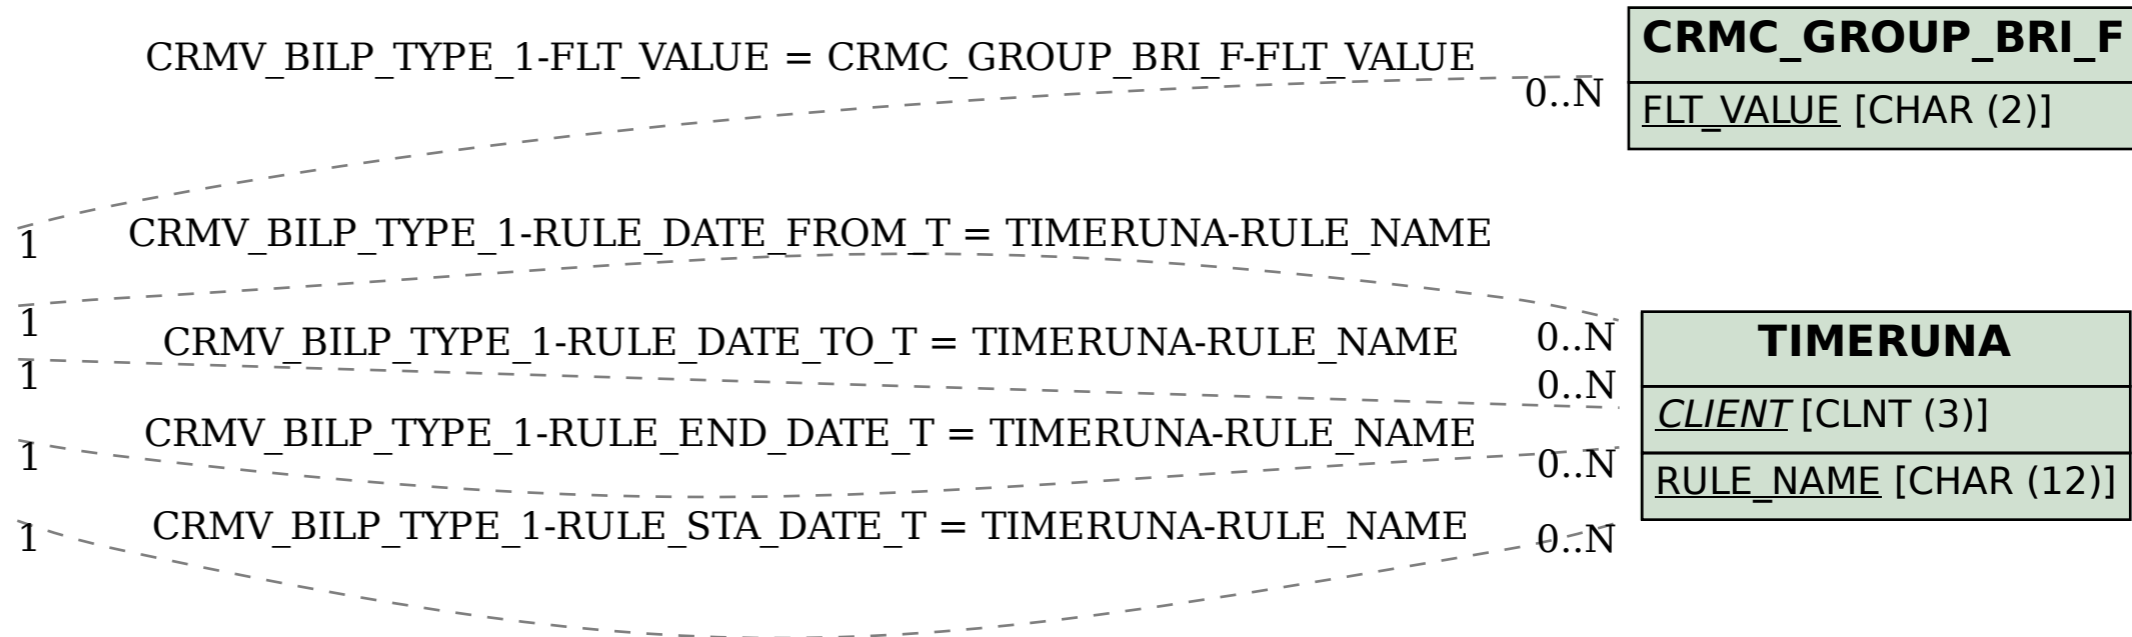 CRMV_BILP_TYPE_1-FLT_VALUE = CRMC_GROUP_BRI_F-FLT_VALUE
0..N
CRMC_GROUP_BRI_F
FLT_VALUE [CHAR (2)]
1
CRMV_BILP_TYPE_1-RULE_DATE_FROM_T = TIMERUNA-RULE_NAME
1
0..N
CRMV_BILP_TYPE_1-RULE_DATE_TO_T = TIMERUNA-RULE_NAME
1
0..N
CRMV_BILP_TYPE_1-RULE_END_DATE_T = TIMERUNA-RULE_NAME
1
0..N
CRMV_BILP_TYPE_1-RULE_STA_DATE_T = TIMERUNA-RULE_NAME
1
0..N
TIMERUNA
CLIENT [CLNT (3)]
RULE_NAME [CHAR (12)]